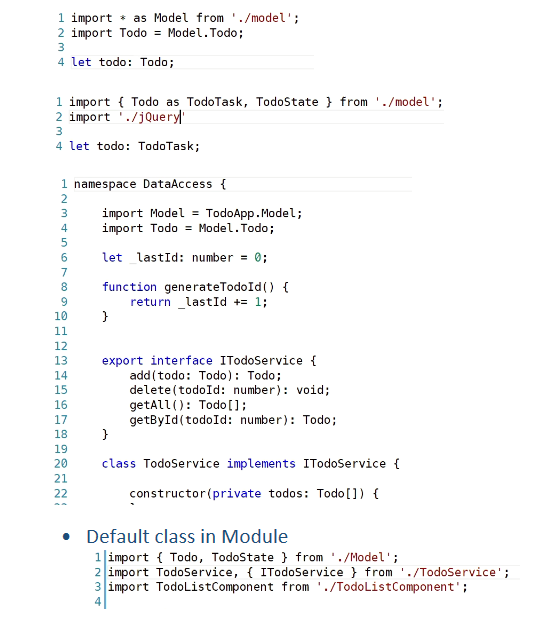 1 import * as Model from './model';
2 import Todo = Model.Todo;
3
4 let todo: Todo;
1 import { Todo as TodoTask, TodoState } from './model';
2 import './jQuery'
3
4 let todo: TodoTask;
1 namespace DataAccess {
2
3 import Model = TodoApp.Model;
4 import Todo = Model.Todo;
5
6 let _lastId: number = 0;
7
8 function generateTodoId() {
9 return _lastId += 1;
10 }
11
12
13 export interface ITodoService {
14 add(todo: Todo): Todo;
15 delete(todoId: number): void;
16 getAll(): Todo[];
17 getById(todoId: number): Todo;
18 }
19
20 class TodoService implements ITodoService {
21
22 constructor(private todos: Todo[]) {
• Default class in Module
1 import { Todo, TodoState } from './Model';
2 import TodoService, { ITodoService } from './TodoService';
3 import TodoListComponent from './TodoListComponent';
4